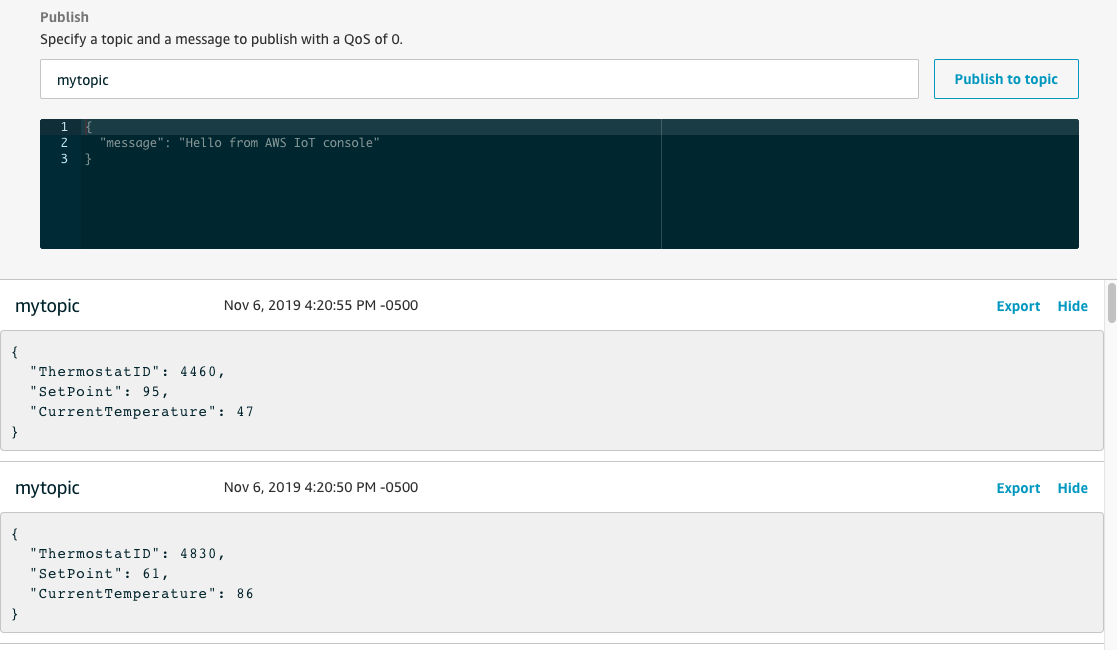 Publish
Specify a topic and a message to publish with a QoS of 0.
mytopic
Publish to topic
1 {
2 "message": "Hello from AWS IoT console"
3 }
mytopic Nov 6, 2019 4:20:55 PM -0500 Export Hide
{
"ThermostatID": 4460,
"SetPoint": 95,
"CurrentTemperature": 47
}
mytopic Nov 6, 2019 4:20:50 PM -0500 Export Hide
{
"ThermostatID": 4830,
"SetPoint": 61,
"CurrentTemperature": 86
}